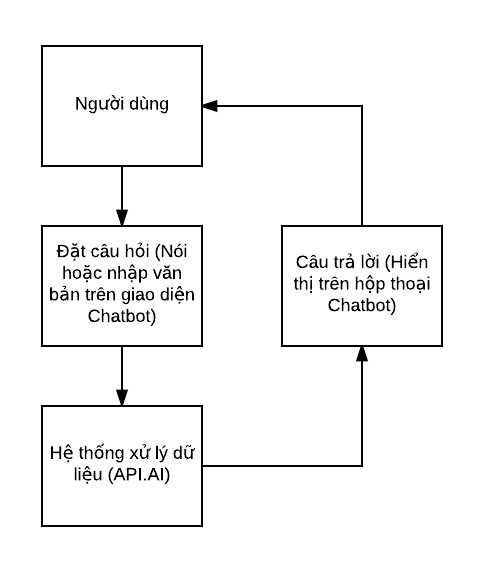 Người dùng
Đặt câu hỏi (Nói
hoặc nhập văn
bản trên giao diện
Chatbot)
Câu trả lời (Hiển
thị trên hộp thoại
Chatbot)
Hệ thống xử lý dữ
liệu (API.AI)